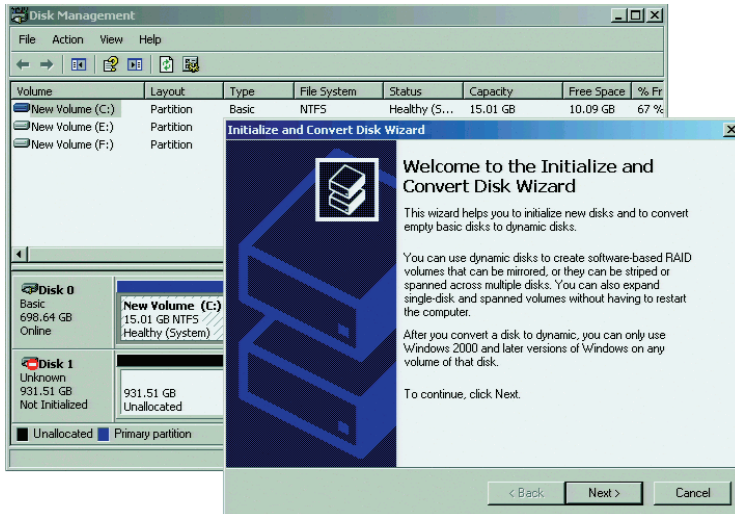 Disk Management
File Action View Help
Volume Layout Type File System Status Capacity Free Space % Fr
New Volume (C:) Partition Basic NTFS Healthy (S... 15.01 GB 10.09 GB 67 %
New Volume (E:) Partition
New Volume (F:) Partition
Disk 0
Basic
698.64 GB
Online
New Volume (C:)
15.01 GB NTFS
Healthy (System)
Disk 1
Unknown
931.51 GB
Not Initialized
931.51 GB
Unallocated
Unallocated Primary partition
Initialize and Convert Disk Wizard
Welcome to the Initialize and
Convert Disk Wizard
This wizard helps you to initialize new disks and to convert
empty basic disks to dynamic disks.
You can use dynamic disks to create software-based RAID
volumes that can be mirrored, or they can be striped or
spanned across multiple disks. You can also expand
single-disk and spanned volumes without having to restart
the computer.
After you convert a disk to dynamic, you can only use
Windows 2000 and later versions of Windows on any
volume of that disk.
To continue, click Next.
< Back Next > Cancel